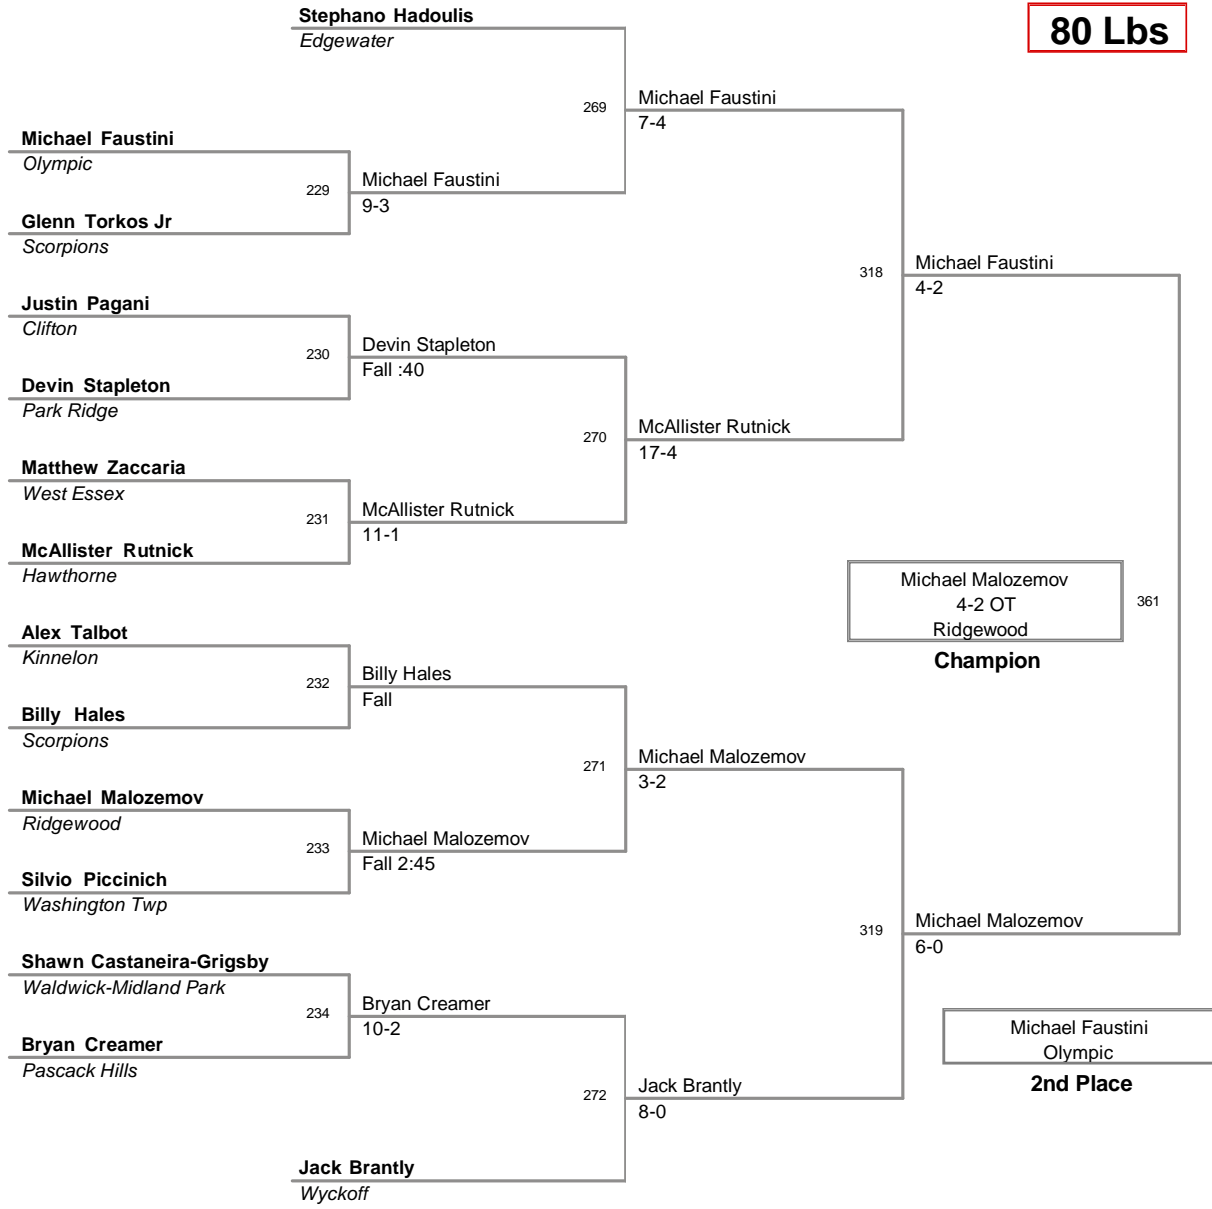 Stephano Hadoulis
Edgewater
80 Lbs
269
Michael Faustini
7-4
Michael Faustini
Olympic
229
Michael Faustini
9-3
Glenn Torkos Jr
Scorpions
318
Michael Faustini
4-2
Justin Pagani
Clifton
230
Devin Stapleton
Fall :40
Devin Stapleton
Park Ridge
270
McAllister Rutnick
17-4
Matthew Zaccaria
West Essex
231
McAllister Rutnick
11-1
McAllister Rutnick
Hawthorne
Michael Malozemov
4-2 OT
Ridgewood
Champion
361
Alex Talbot
Kinnelon
232
Billy Hales
Fall
Billy Hales
Scorpions
271
Michael Malozemov
3-2
Michael Malozemov
Ridgewood
233
Michael Malozemov
Fall 2:45
Silvio Piccinich
Washington Twp
319
Michael Malozemov
6-0
Shawn Castaneira-Grigsby
Waldwick-Midland Park
234
Bryan Creamer
10-2
Bryan Creamer
Pascack Hills
Michael Faustini
Olympic
2nd Place
272
Jack Brantly
8-0
Jack Brantly
Wyckoff